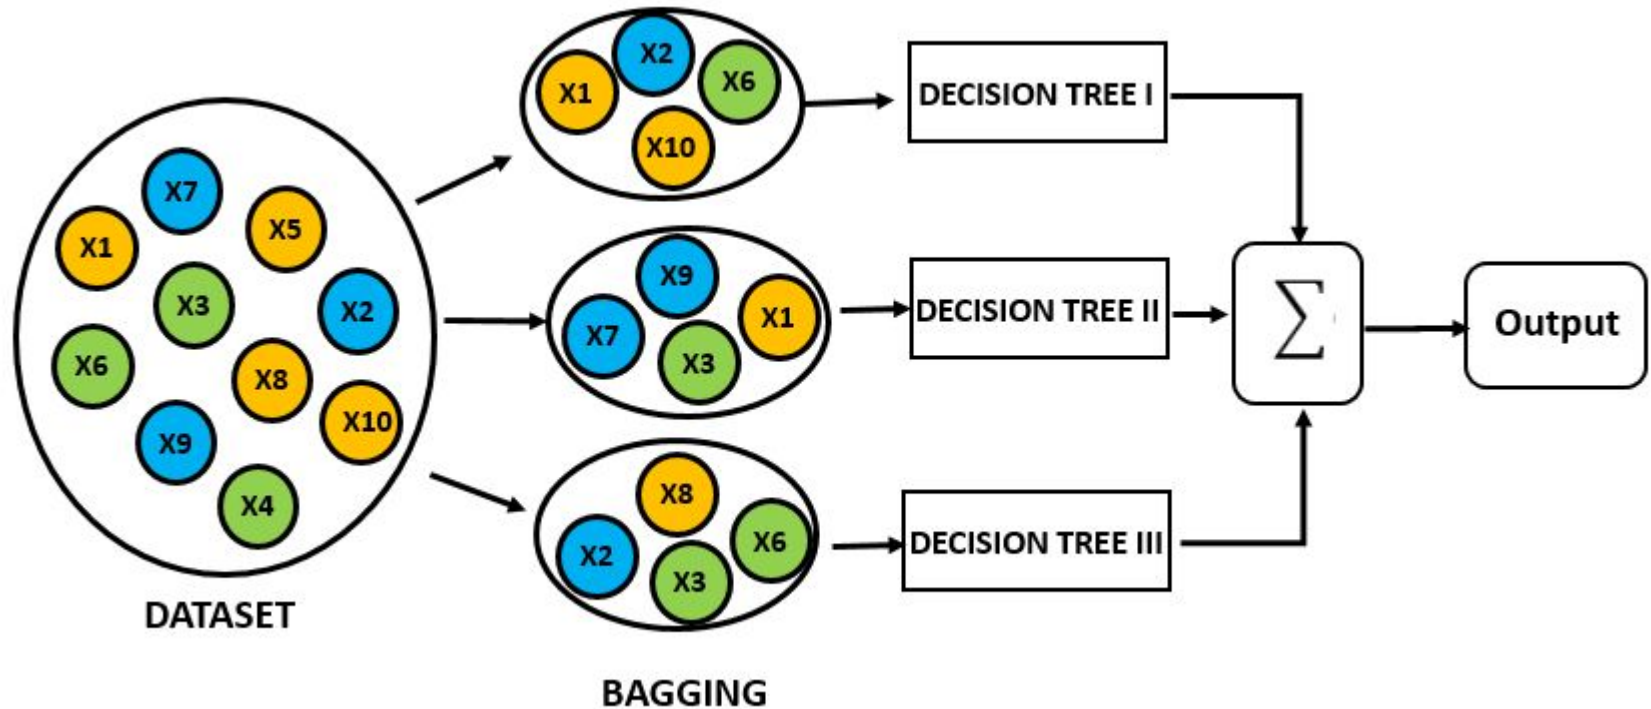 X7
X1
X5
X3
X2
X6
X8
X10
X9
X4
DATASET
X2
X1
X6
X10
X9
X7
X1
X3
X8
X2
X6
X3
BAGGING
DECISION TREE I
DECISION TREE II
DECISION TREE III
∑
Output